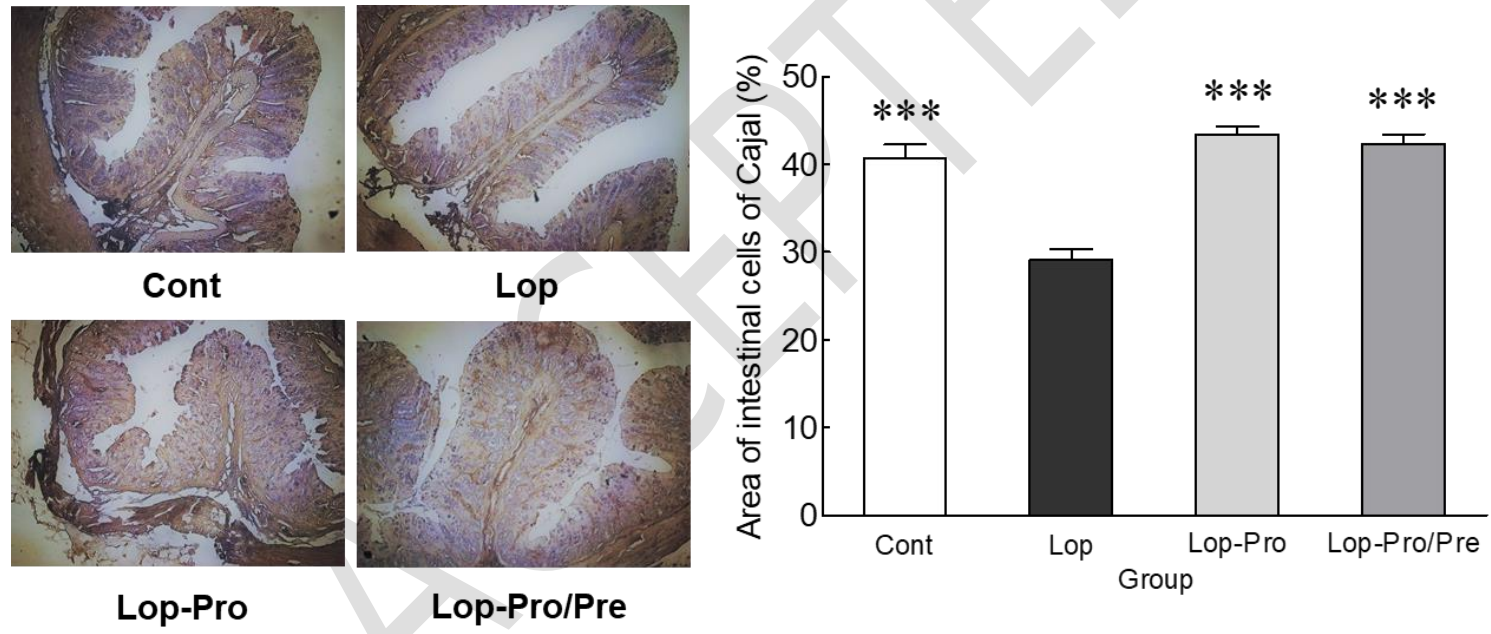 Cont
Lop
Lop-Pro
Lop-Pro/Pre
Area of intestinal cells of Cajal (%)
50
40
30
20
10
0
***
***
***
Cont
Lop
Lop-Pro
Lop-Pro/Pre
Group
ACCEPTE